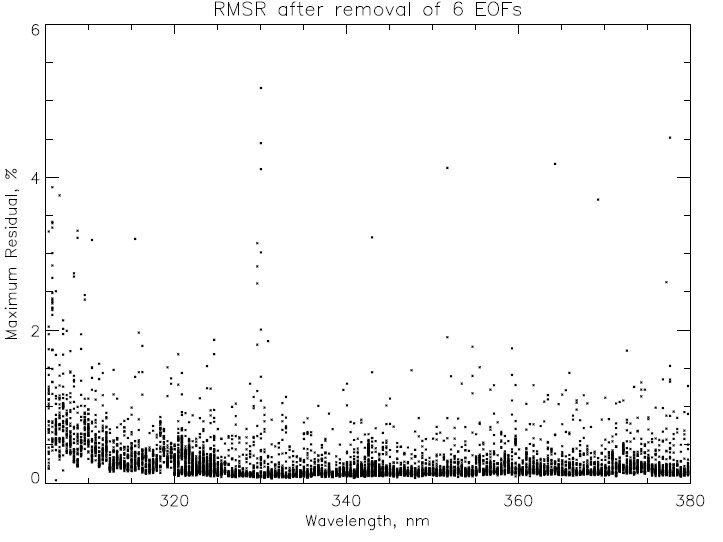 RMSR after removal of 6 EOFs
6
4
2
0
Maximum Residual, %
320 340 360 380
Wavelength, nm